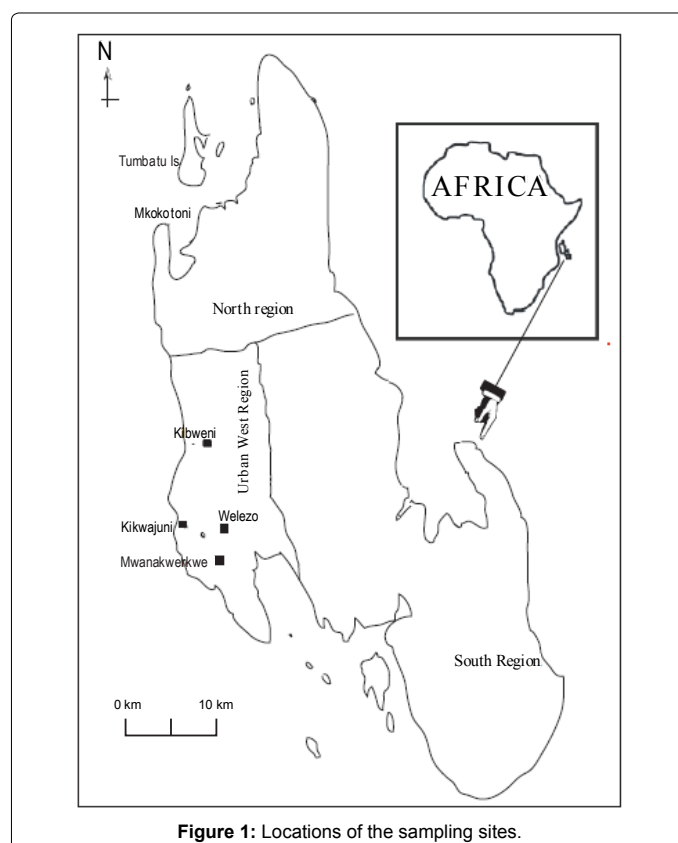 N
Tumbatu Is
Mkokotoni
AFRICA
North region
Urban West Region
Kibweni
Kikwajuni
Welezo
Mwanakwerkwe
South Region
0 km 10 km
Figure 1: Locations of the sampling sites.